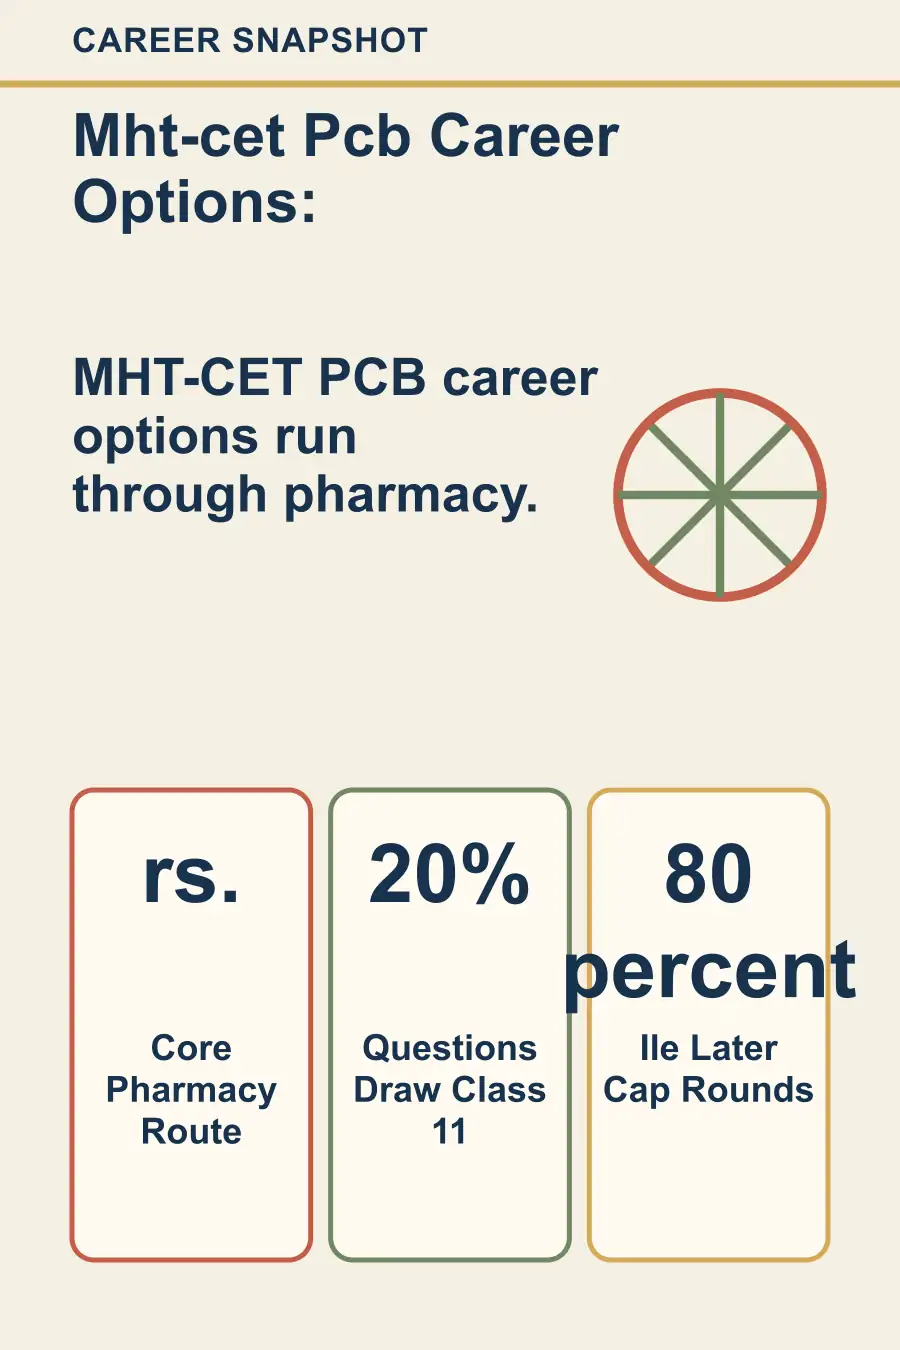 CAREER SNAPSHOT
Mht-cet Pcb Career
Options:
MHT-CET PCB career
options run
through pharmacy.
rs.
Core
Pharmacy
Route
20%
Questions
Draw Class
11
80
percent
Ile Later
Cap Rounds